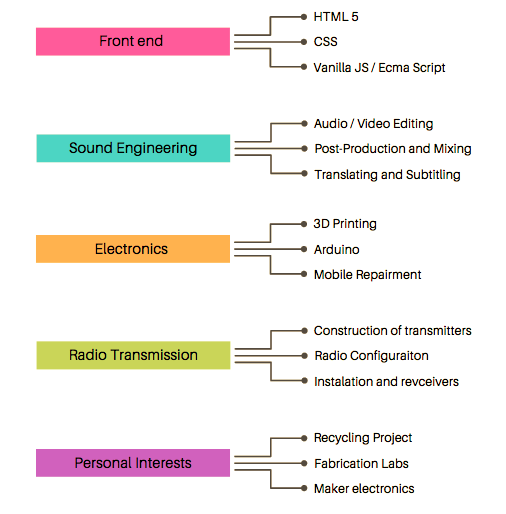 Front end
HTML 5
CSS
Vanilla JS / Ecma Script
Sound Engineering
Audio / Video Editing
Post-Production and Mixing
Translating and Subtitling
Electronics
3D Printing
Arduino
Mobile Repairment
Radio Transmission
Construction of transmitters
Radio Configuraiton
Instalation and revceivers
Personal Interests
Recycling Project
Fabrication Labs
Maker electronics